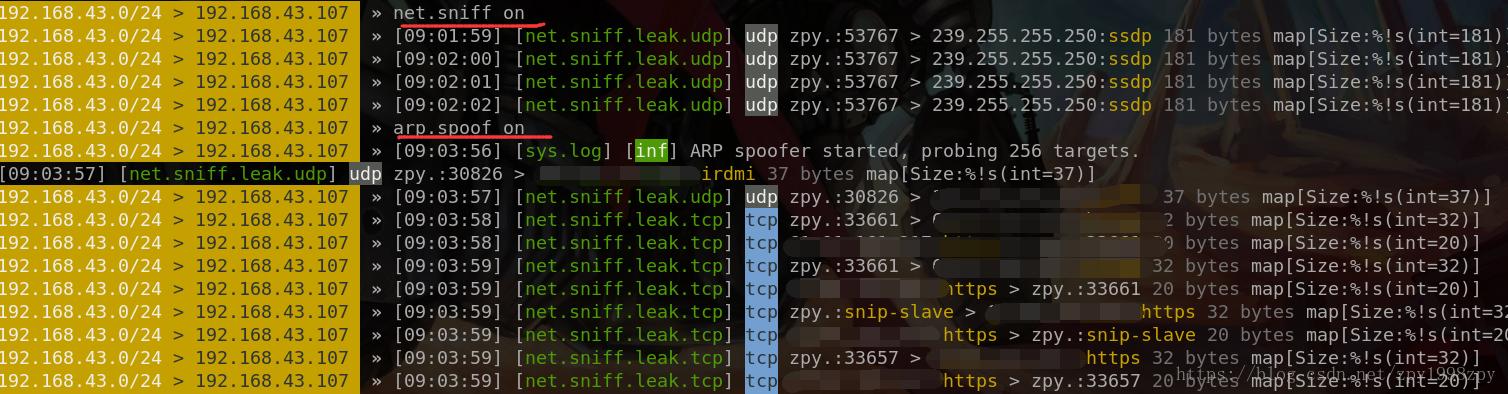 192.168.43.0/24 > 192.168.43.107 » net.sniff on
192.168.43.0/24 > 192.168.43.107 » [09:01:59] [net.sniff.leak.udp] udp zpy.:53767 > 239.255.255.250:ssdp 181 bytes map[Size:%!s(int=181)]
192.168.43.0/24 > 192.168.43.107 » [09:02:00] [net.sniff.leak.udp] udp zpy.:53767 > 239.255.255.250:ssdp 181 bytes map[Size:%!s(int=181)]
192.168.43.0/24 > 192.168.43.107 » [09:02:01] [net.sniff.leak.udp] udp zpy.:53767 > 239.255.255.250:ssdp 181 bytes map[Size:%!s(int=181)]
192.168.43.0/24 > 192.168.43.107 » [09:02:02] [net.sniff.leak.udp] udp zpy.:53767 > 239.255.255.250:ssdp 181 bytes map[Size:%!s(int=181)]
192.168.43.0/24 > 192.168.43.107 » arp.spoof on
192.168.43.0/24 > 192.168.43.107 » [09:03:56] [sys.log] [inf] ARP spoofer started, probing 256 targets.
[09:03:57] [net.sniff.leak.udp] udp zpy.:30826 > irdmi 37 bytes map[Size:%!s(int=37)]
192.168.43.0/24 > 192.168.43.107 » [09:03:57] [net.sniff.leak.udp] udp zpy.:30826 > 37 bytes map[Size:%!s(int=37)]
192.168.43.0/24 > 192.168.43.107 » [09:03:58] [net.sniff.leak.tcp] tcp zpy.:33661 > 2 bytes map[Size:%!s(int=32)]
192.168.43.0/24 > 192.168.43.107 » [09:03:58] [net.sniff.leak.tcp] tcp bytes map[Size:%!s(int=20)]
192.168.43.0/24 > 192.168.43.107 » [09:03:59] [net.sniff.leak.tcp] tcp zpy.:33661 > 32 bytes map[Size:%!s(int=32)]
192.168.43.0/24 > 192.168.43.107 » [09:03:59] [net.sniff.leak.tcp] tcp https > zpy.:33661 20 bytes map[Size:%!s(int=20)]
192.168.43.0/24 > 192.168.43.107 » [09:03:59] [net.sniff.leak.tcp] tcp zpy.:snip-slave > https 32 bytes map[Size:%!s(int=32
192.168.43.0/24 > 192.168.43.107 » [09:03:59] [net.sniff.leak.tcp] tcp https > zpy.:snip-slave 20 bytes map[Size:%!s(int=20
192.168.43.0/24 > 192.168.43.107 » [09:03:59] [net.sniff.leak.tcp] tcp zpy.:33657 > https 32 bytes map[Size:%!s(int=32)]
192.168.43.0/24 > 192.168.43.107 » [09:03:59] [net.sniff.leak.tcp] tcp https > zpy.:33657 20 bytes map[Size:%!s(int=20)]
https://blog.csdn.net/zpy1998zpy